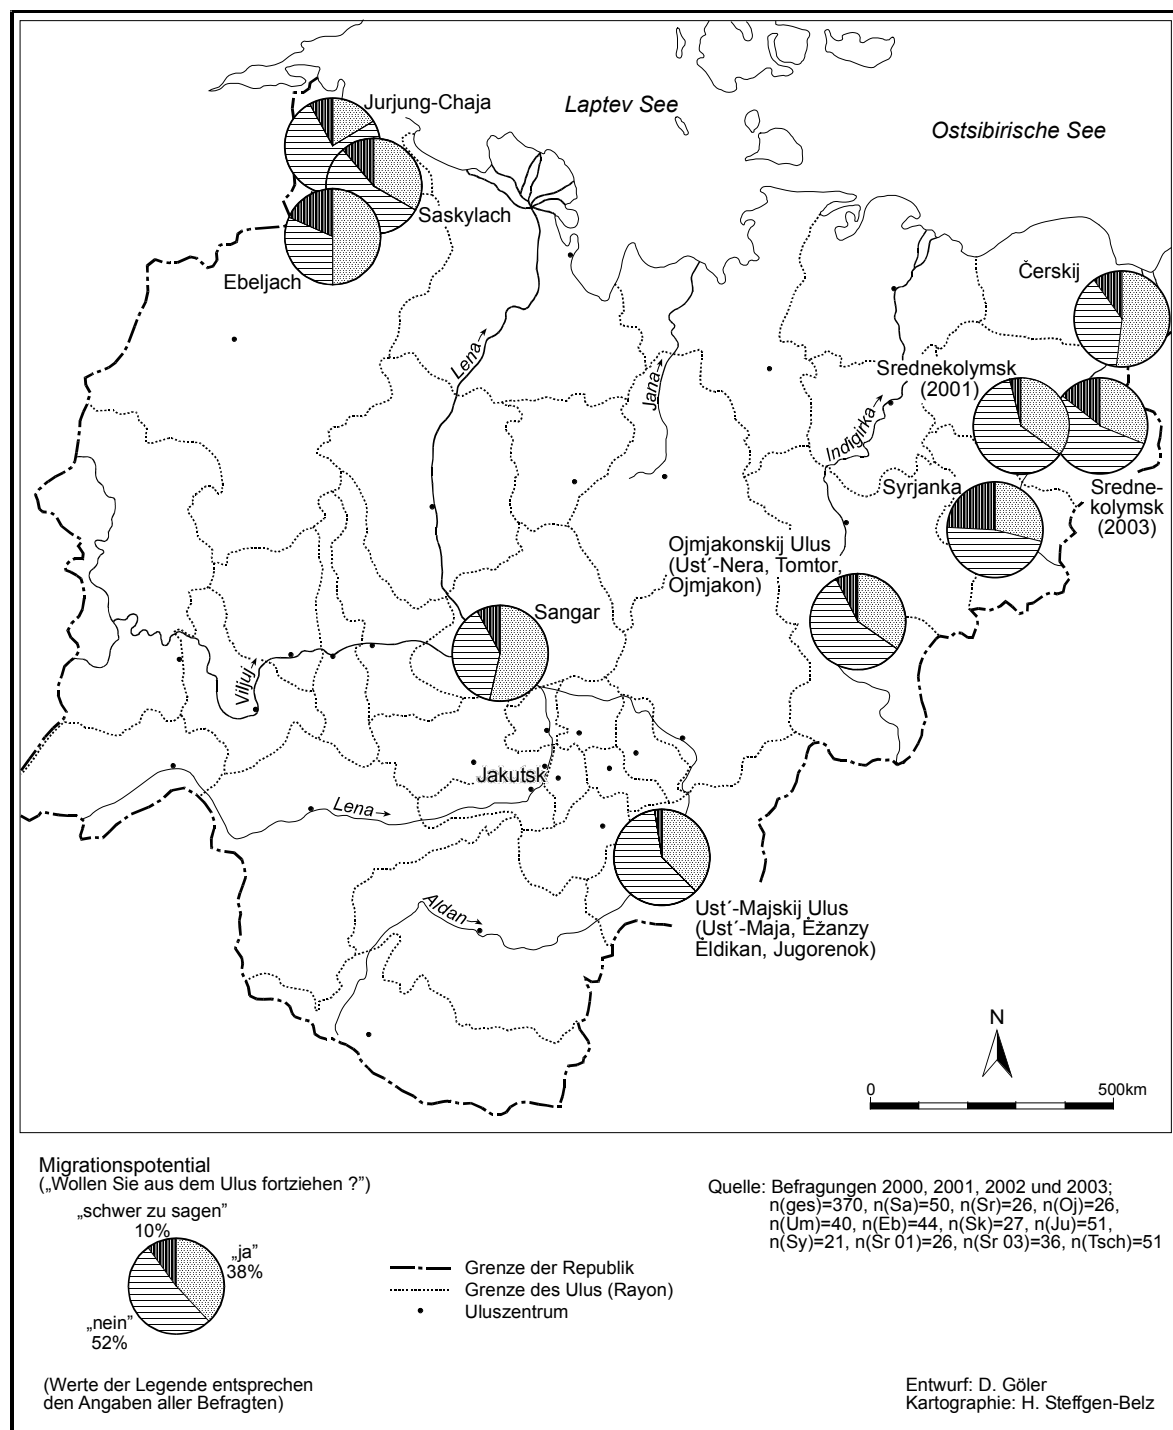 Jurjung-Chaja
Laptev See
Ostsibirische See
Saskylach
Ebeljach
Čerskij
Lena
Jana
Indigirka
Srednekolymsk
(2001)
Syrjanka
Sredne-
kolymsk
(2003)
Ojmjakonskij Ulus
(Ust´-Nera, Tomtor,
Ojmjakon)
Sangar
Viljuj
Jakutsk
Lena
Aldan
Ust´-Majskij Ulus
(Ust´-Maja, Ėžanzy
Ėldikan, Jugorenok)
N
0 500km
Migrationspotential
(„Wollen Sie aus dem Ulus fortziehen ?”)
„schwer zu sagen”
10%
„ja”
38%
„nein”
52%
(Werte der Legende entsprechen
den Angaben aller Befragten)
Grenze der Republik
Grenze des Ulus (Rayon)
Uluszentrum
Quelle: Befragungen 2000, 2001, 2002 und 2003;
n(ges)=370, n(Sa)=50, n(Sr)=26, n(Oj)=26,
n(Um)=40, n(Eb)=44, n(Sk)=27, n(Ju)=51,
n(Sy)=21, n(Sr 01)=26, n(Sr 03)=36, n(Tsch)=51
Entwurf: D. Göler
Kartographie: H. Steffgen-Belz